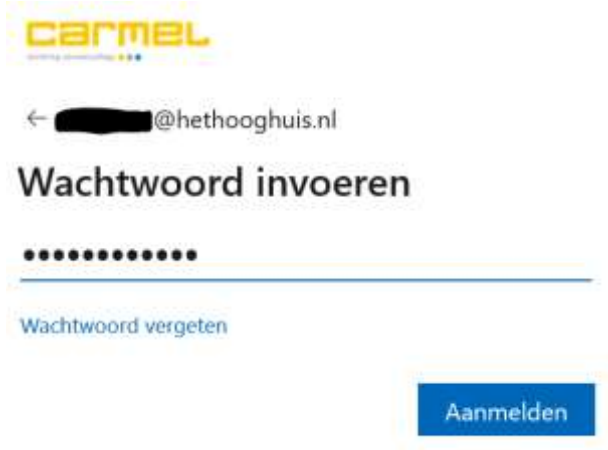 carmel
← @hethooghuis.nl
Wachtwoord invoeren
••••••••••••
Wachtwoord vergeten
Aanmelden